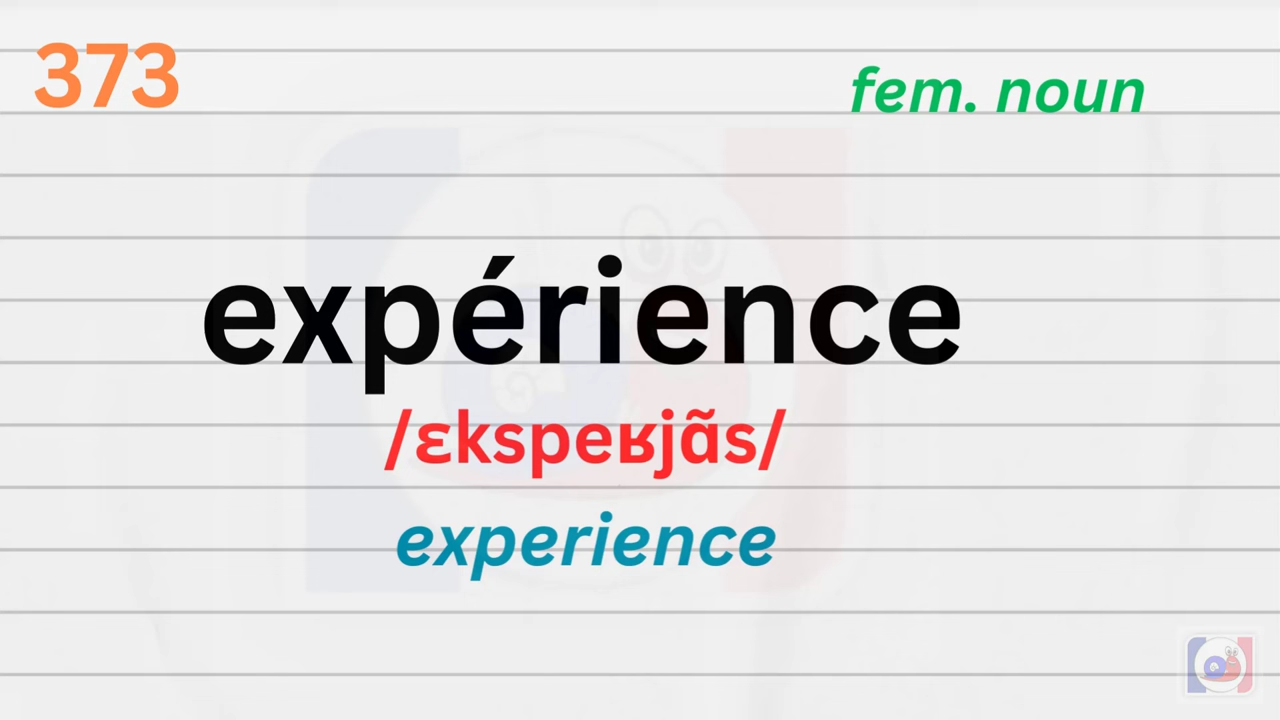 373
fem. noun
expérience
/ɛkspeʁjɑ̃s/
experience